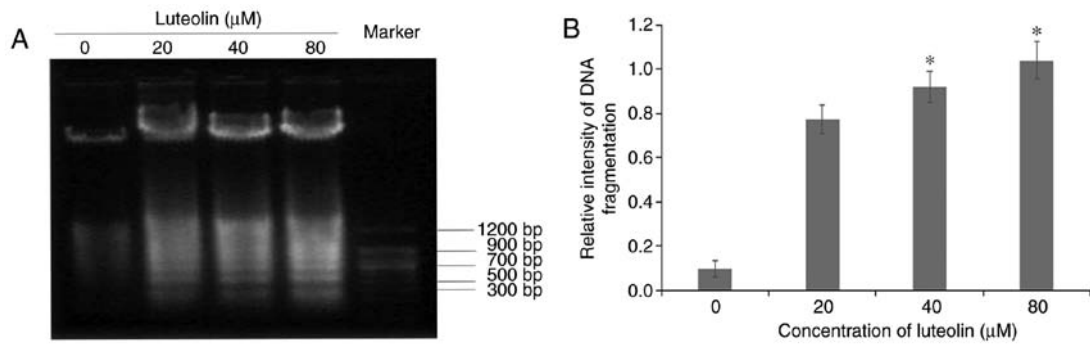 A
Luteolin (μM)
0 20 40 80 Marker
1200 bp
900 bp
700 bp
500 bp
300 bp
B
Relative intensity of DNA
fragmentation
1.2
1.0
0.8
0.6
0.4
0.2
0.0
*
*
0 20 40 80
Concentration of luteolin (μM)